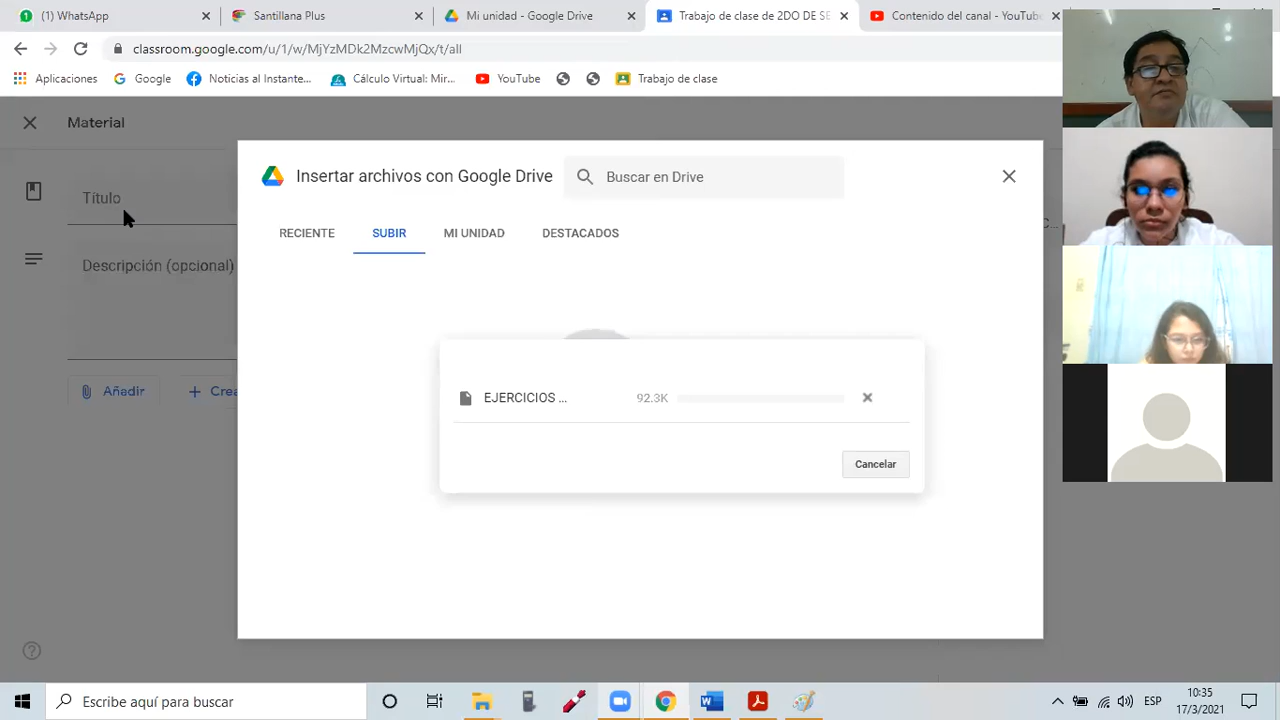 (1) WhatsApp
Santillana Plus
Mi unidad - Google Drive
Trabajo de clase de 2DO DE SE
Contenido del canal - YouTube
classroom.google.com/u/1/w/MjYzMDk2MzcwMjQx/t/all
Aplicaciones
Google
Noticias al Instante...
Cálculo Virtual: Mir...
YouTube
Trabajo de clase
Material
Insertar archivos con Google Drive
Buscar en Drive
Título
RECIENTE
SUBIR
MI UNIDAD
DESTACADOS
Descripción (opcional)
Añadir
Crea
EJERCICIOS ...
92.3K
Cancelar
Escribe aquí para buscar
ESP
10:35
17/3/2021